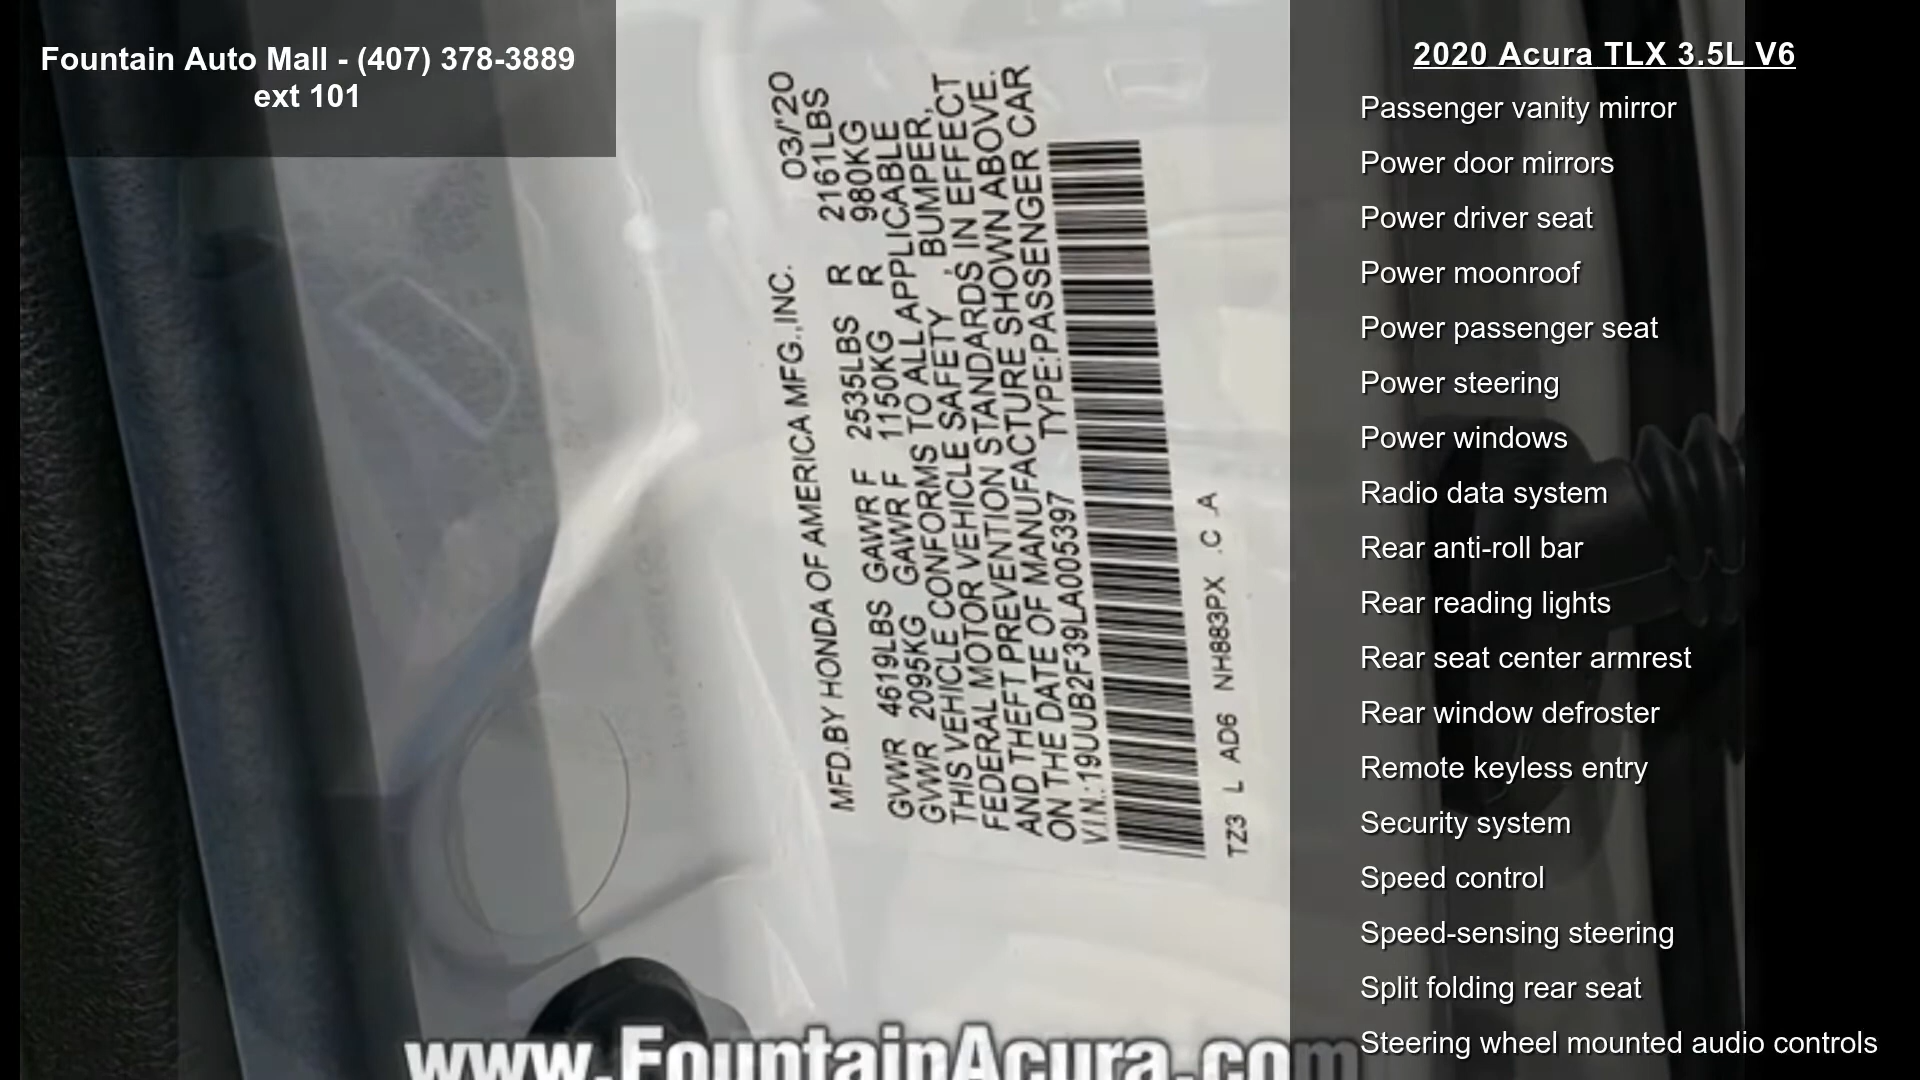 Fountain Auto Mall - (407) 378-3889
ext 101
MFD.BY HONDA OF AMERICA MFG.,INC. 03/'20
GVWR 4619LBS GAWR F 2535LBS R 2161LBS
GVWR 2095KG GAWR F 1150KG R 980KG
THIS VEHICLE CONFORMS TO ALL APPLICABLE
FEDERAL MOTOR VEHICLE SAFETY, BUMPER,
AND THEFT PREVENTION STANDARDS IN EFFECT
ON THE DATE OF MANUFACTURE SHOWN ABOVE.
V.I.N.:19UUB2F39LA005397 TYPE:PASSENGER CAR
TZ3 L AD6 NH883PX .C .A
www.FountainAcura.com
2020 Acura TLX 3.5L V6
Passenger vanity mirror
Power door mirrors
Power driver seat
Power moonroof
Power passenger seat
Power steering
Power windows
Radio data system
Rear anti-roll bar
Rear reading lights
Rear seat center armrest
Rear window defroster
Remote keyless entry
Security system
Speed control
Speed-sensing steering
Split folding rear seat
Steering wheel mounted audio controls